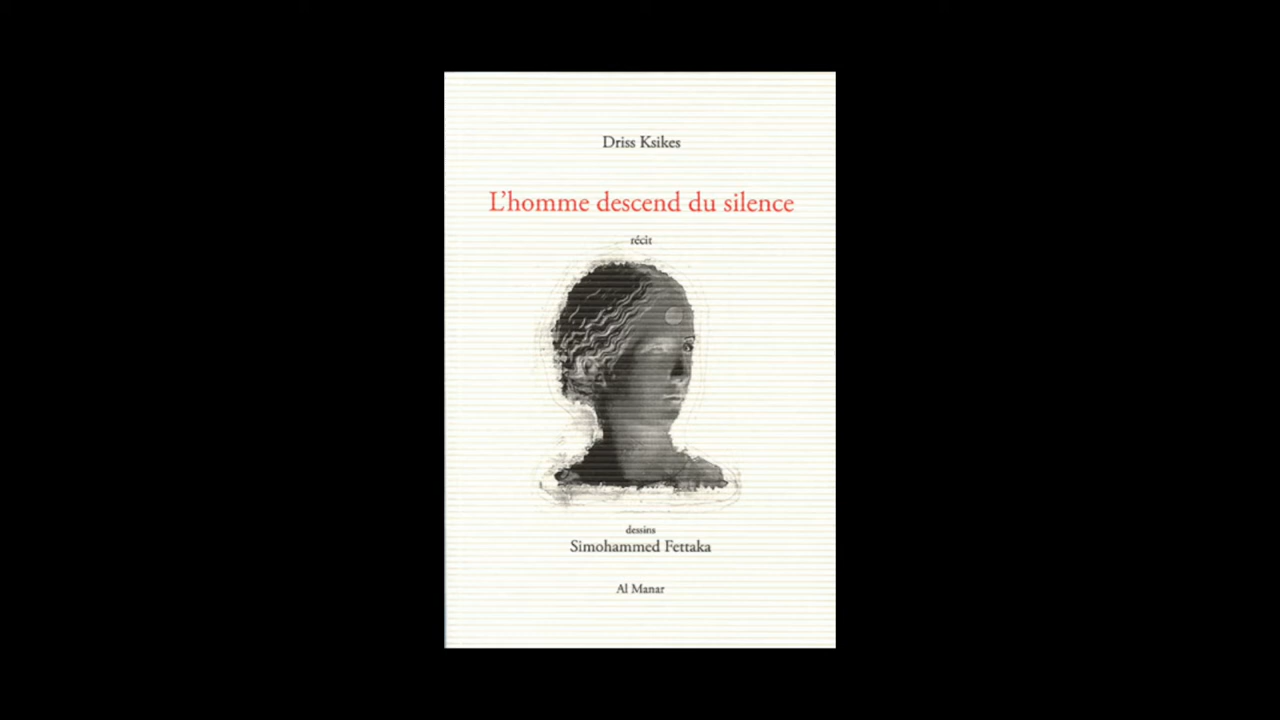 Driss Ksikes
L'homme descend du silence
récit
dessins
Simohammed Fettaka
Al Manar